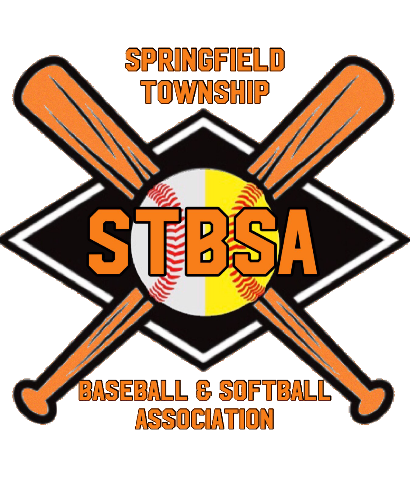 SPRINGFIELD
TOWNSHIP
STBSA
BASEBALL & SOFTBALL
ASSOCIATION